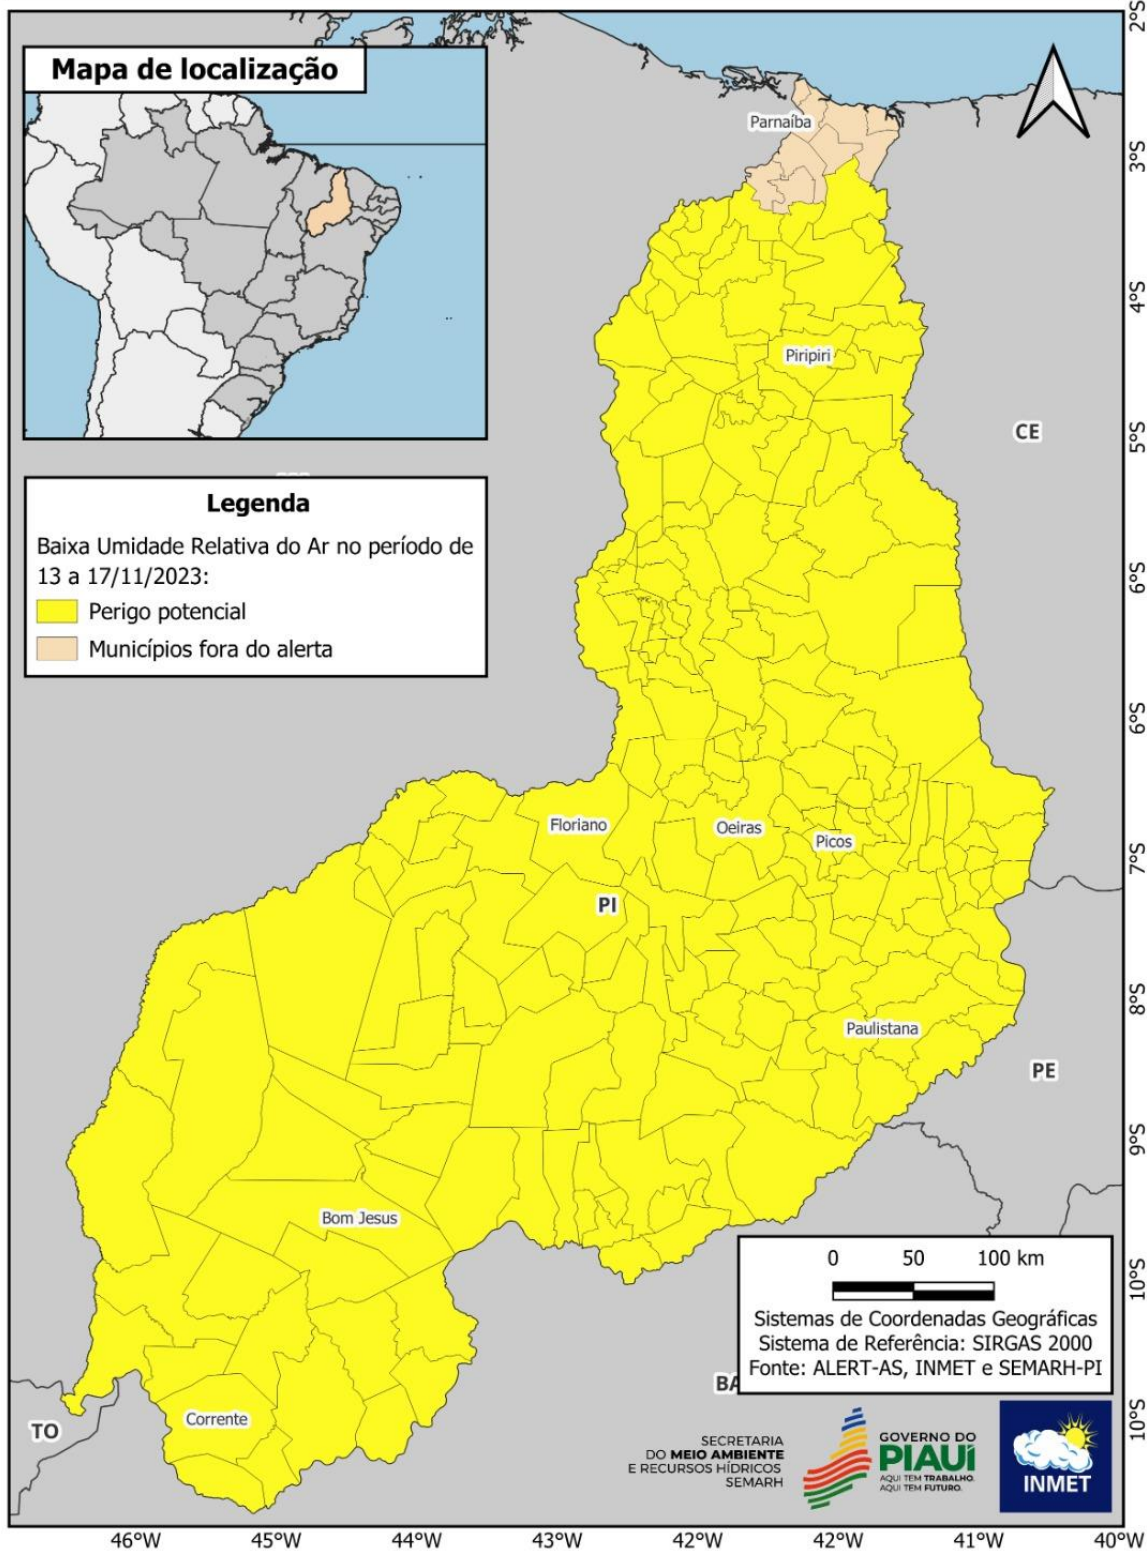 Mapa de localização
Legenda
Baixa Umidade Relativa do Ar no período de
13 a 17/11/2023:
Perigo potencial
Municípios fora do alerta
Parnaíba
Piripiri
CE
Floriano
Oeiras
Picos
PI
Paulistana
PE
Bom Jesus
Corrente
TO
BA
0 50 100 km
Sistemas de Coordenadas Geográficas
Sistema de Referência: SIRGAS 2000
Fonte: ALERT-AS, INMET e SEMARH-PI
SECRETARIA
DO MEIO AMBIENTE
E RECURSOS HÍDRICOS
SEMARH
GOVERNO DO
PIAUÍ
AQUI TEM TRABALHO.
AQUI TEM FUTURO.
INMET
2°S
3°S
4°S
5°S
6°S
6°S
7°S
8°S
9°S
10°S
10°S
46°W 45°W 44°W 43°W 42°W 42°W 41°W 40°W